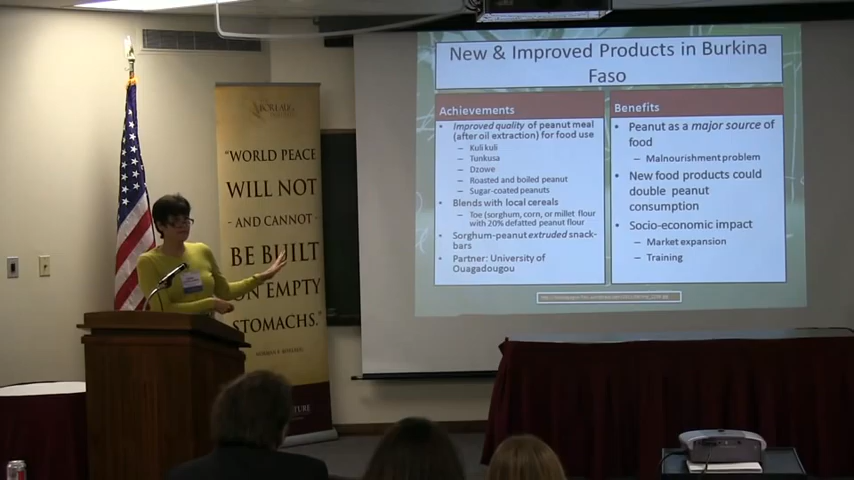 BORLAUG
"WORLD PEACE
WILL NOT
- AND CANNOT -
BE BUILT
ON EMPTY
STOMACHS."
New & Improved Products in Burkina
Faso
Achievements
• Improved quality of peanut meal
(after oil extraction) for food use
– Kuli kuli
– Tunkusa
– Dzowe
– Roasted and boiled peanut
– Sugar-coated peanuts
• Blends with local cereals
– Toe (sorghum, corn, or millet flour
with 20% defatted peanut flour
• Sorghum-peanut extruded snack-
bars
• Partner: University of
Ouagadougou
Benefits
• Peanut as a major source of
food
– Malnourishment problem
• New food products could
double peanut
consumption
• Socio-economic impact
– Market expansion
– Training